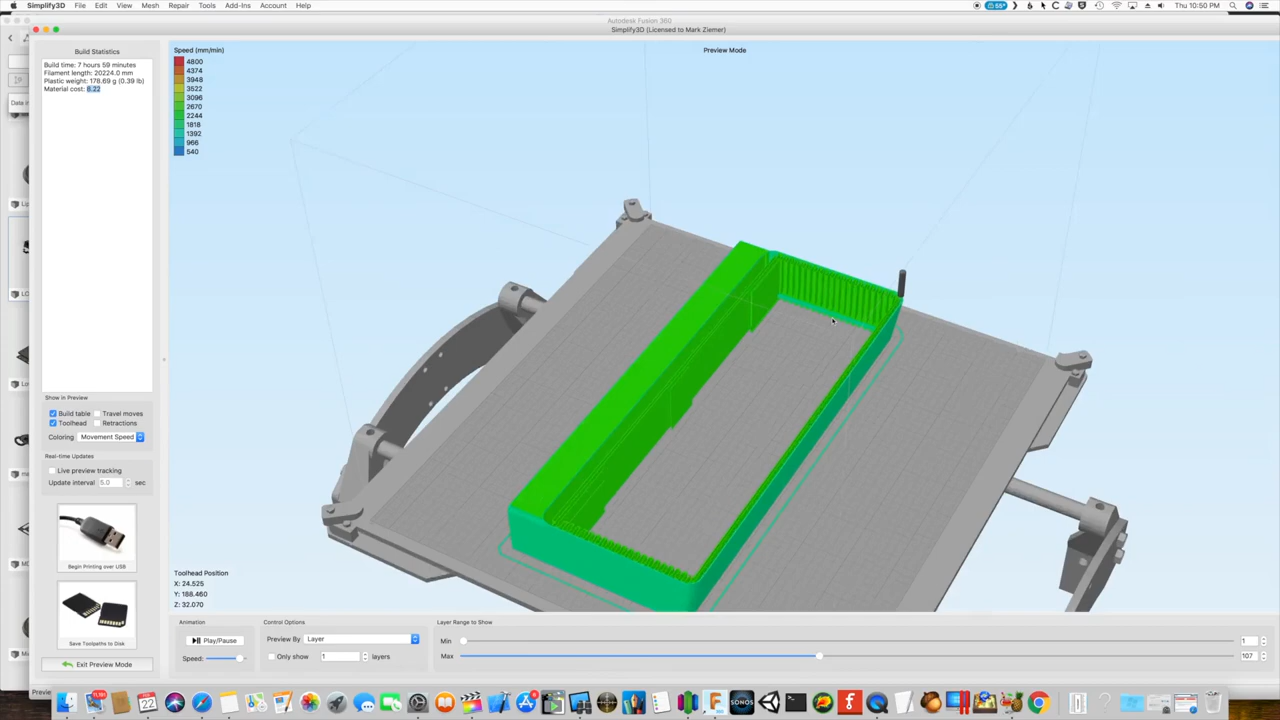 Simplify3D File Edit View Mesh Repair Tools Add-Ins Account Help
55° Thu 10:50 PM
Autodesk Fusion 360
Simplify3D (Licensed to Mark Ziemer)
Build Statistics
Build time: 7 hours 59 minutes
Filament length: 20224.0 mm
Plastic weight: 178.69 g (0.39 lb)
Material cost: 8.22
Speed (mm/min)
4800
4374
3948
3522
3096
2670
2244
1818
1392
966
540
Preview Mode
Show in Preview
Build table Travel moves
Toolhead Retractions
Coloring Movement Speed
Real-time Updates
Live preview tracking
Update interval 5.0 sec
Begin Printing over USB
Save Toolpaths to Disk
Exit Preview Mode
Toolhead Position
X: 24.525
Y: 188.460
Z: 32.070
Animation
Play/Pause
Speed:
Control Options
Preview By Layer
Only show 1 layers
Layer Range to Show
Min 1
Max 107
SONOS